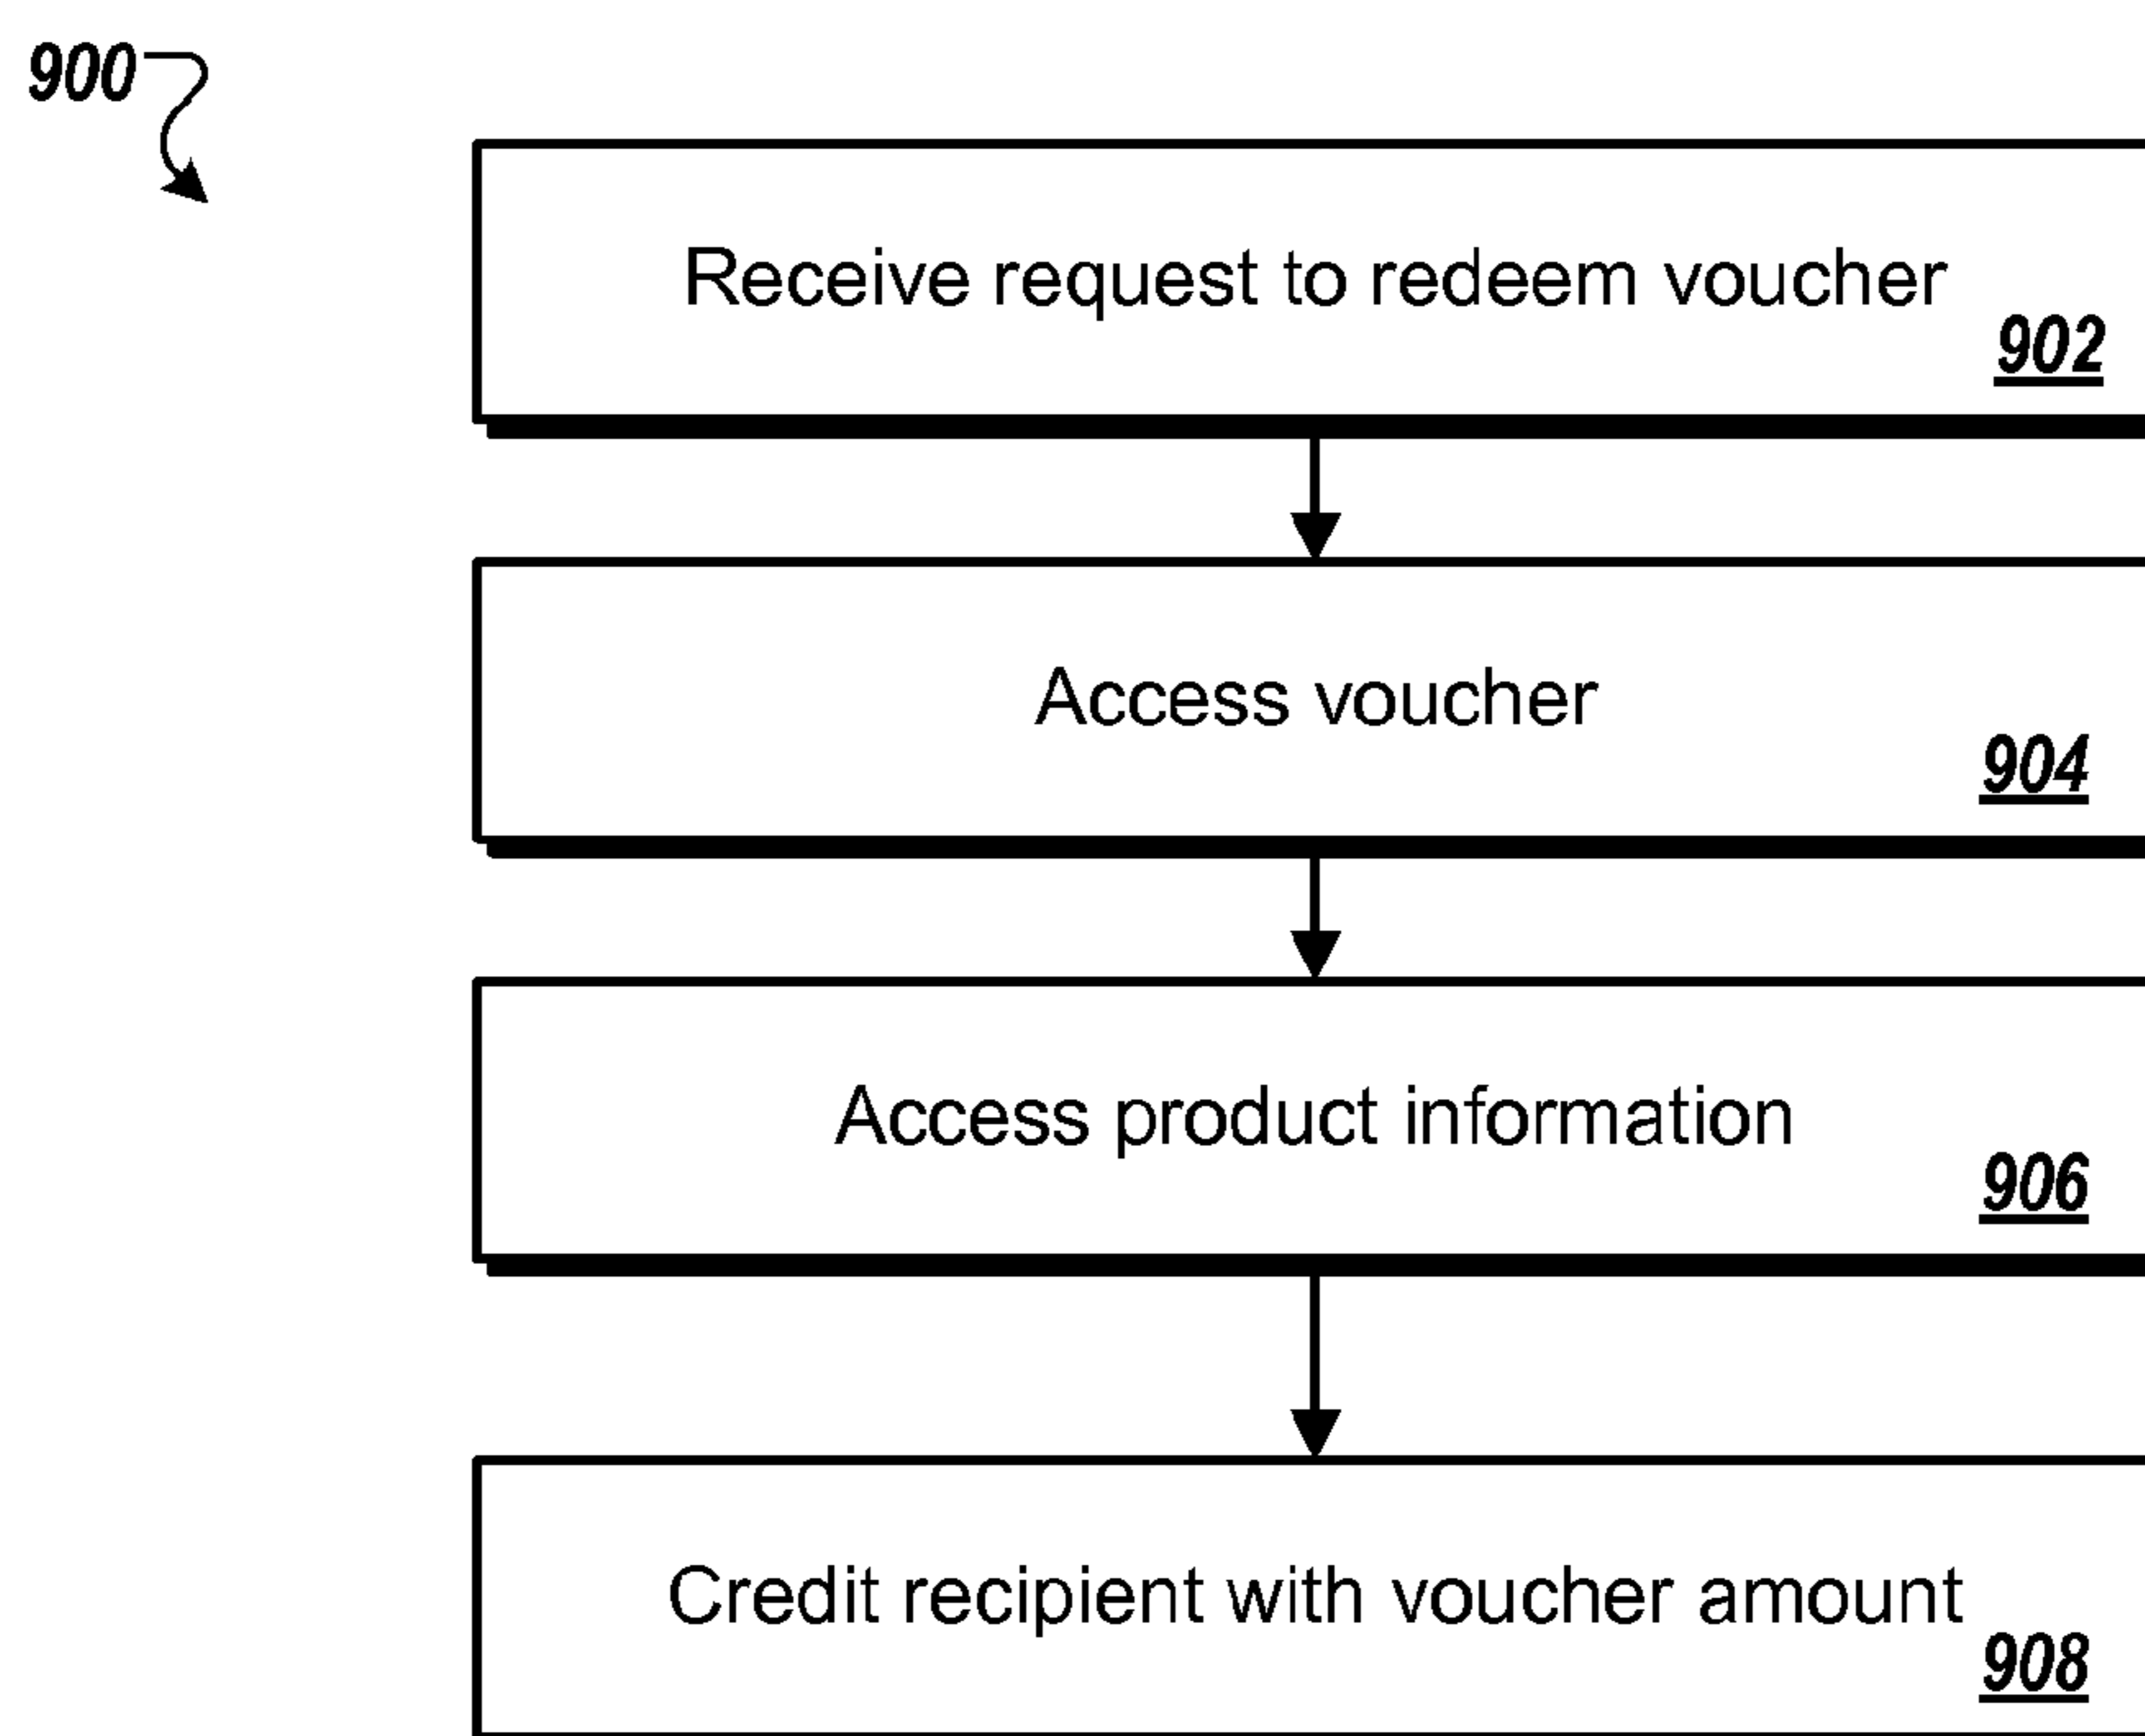 900
Receive request to redeem voucher
902
Access voucher
904
Access product information
906
Credit recipient with voucher amount
908